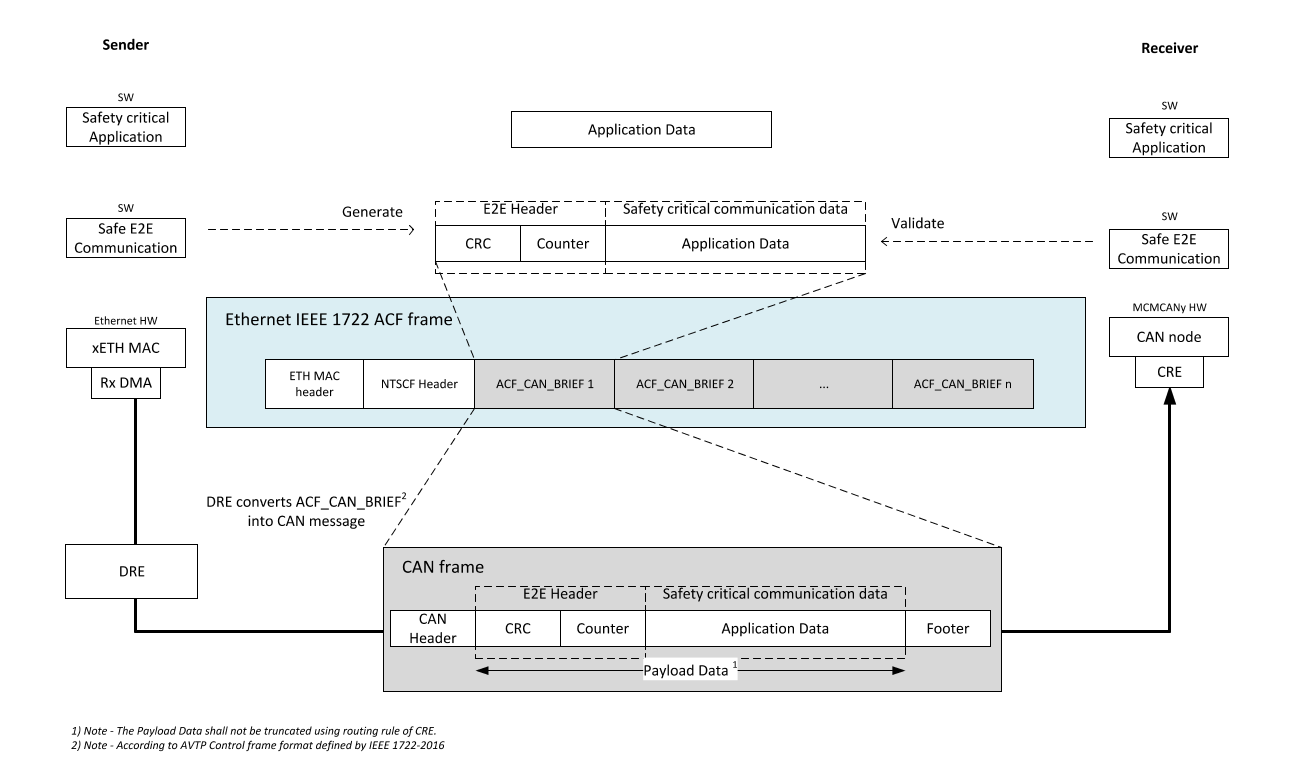 Sender
Receiver
SW
Safety critical
Application
Application Data
SW
Safety critical
Application
SW
Safe E2E
Communication
Generate
E2E Header
Safety critical communication data
CRC
Counter
Application Data
Validate
SW
Safe E2E
Communication
Ethernet HW
xETH MAC
Rx DMA
Ethernet IEEE 1722 ACF frame
ETH MAC
header
NTSCF Header
ACF_CAN_BRIEF 1
ACF_CAN_BRIEF 2
...
ACF_CAN_BRIEF n
MCMCANy HW
CAN node
CRE
DRE converts ACF_CAN_BRIEF2
into CAN message
DRE
CAN frame
E2E Header
Safety critical communication data
CAN
Header
CRC
Counter
Application Data
Footer
Payload Data 1
1) Note - The Payload Data shall not be truncated using routing rule of CRE.
2) Note - According to AVTP Control frame format defined by IEEE 1722-2016